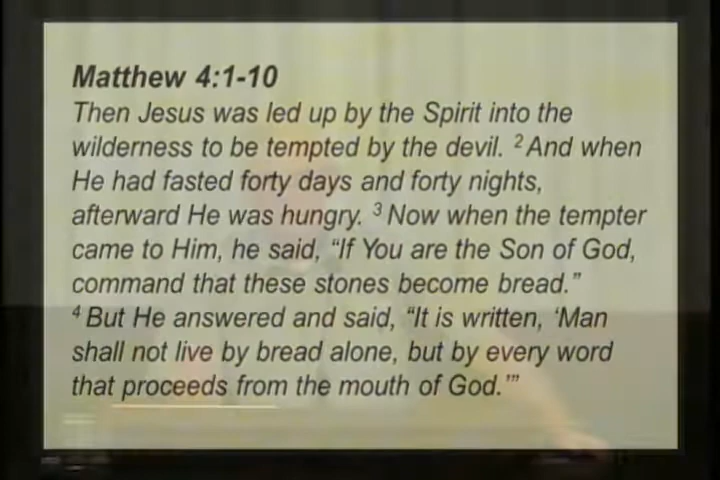 Matthew 4:1-10
Then Jesus was led up by the Spirit into the
wilderness to be tempted by the devil. ² And when
He had fasted forty days and forty nights,
afterward He was hungry. ³ Now when the tempter
came to Him, he said, “If You are the Son of God,
command that these stones become bread.”
⁴ But He answered and said, “It is written, ‘Man
shall not live by bread alone, but by every word
that proceeds from the mouth of God.’”